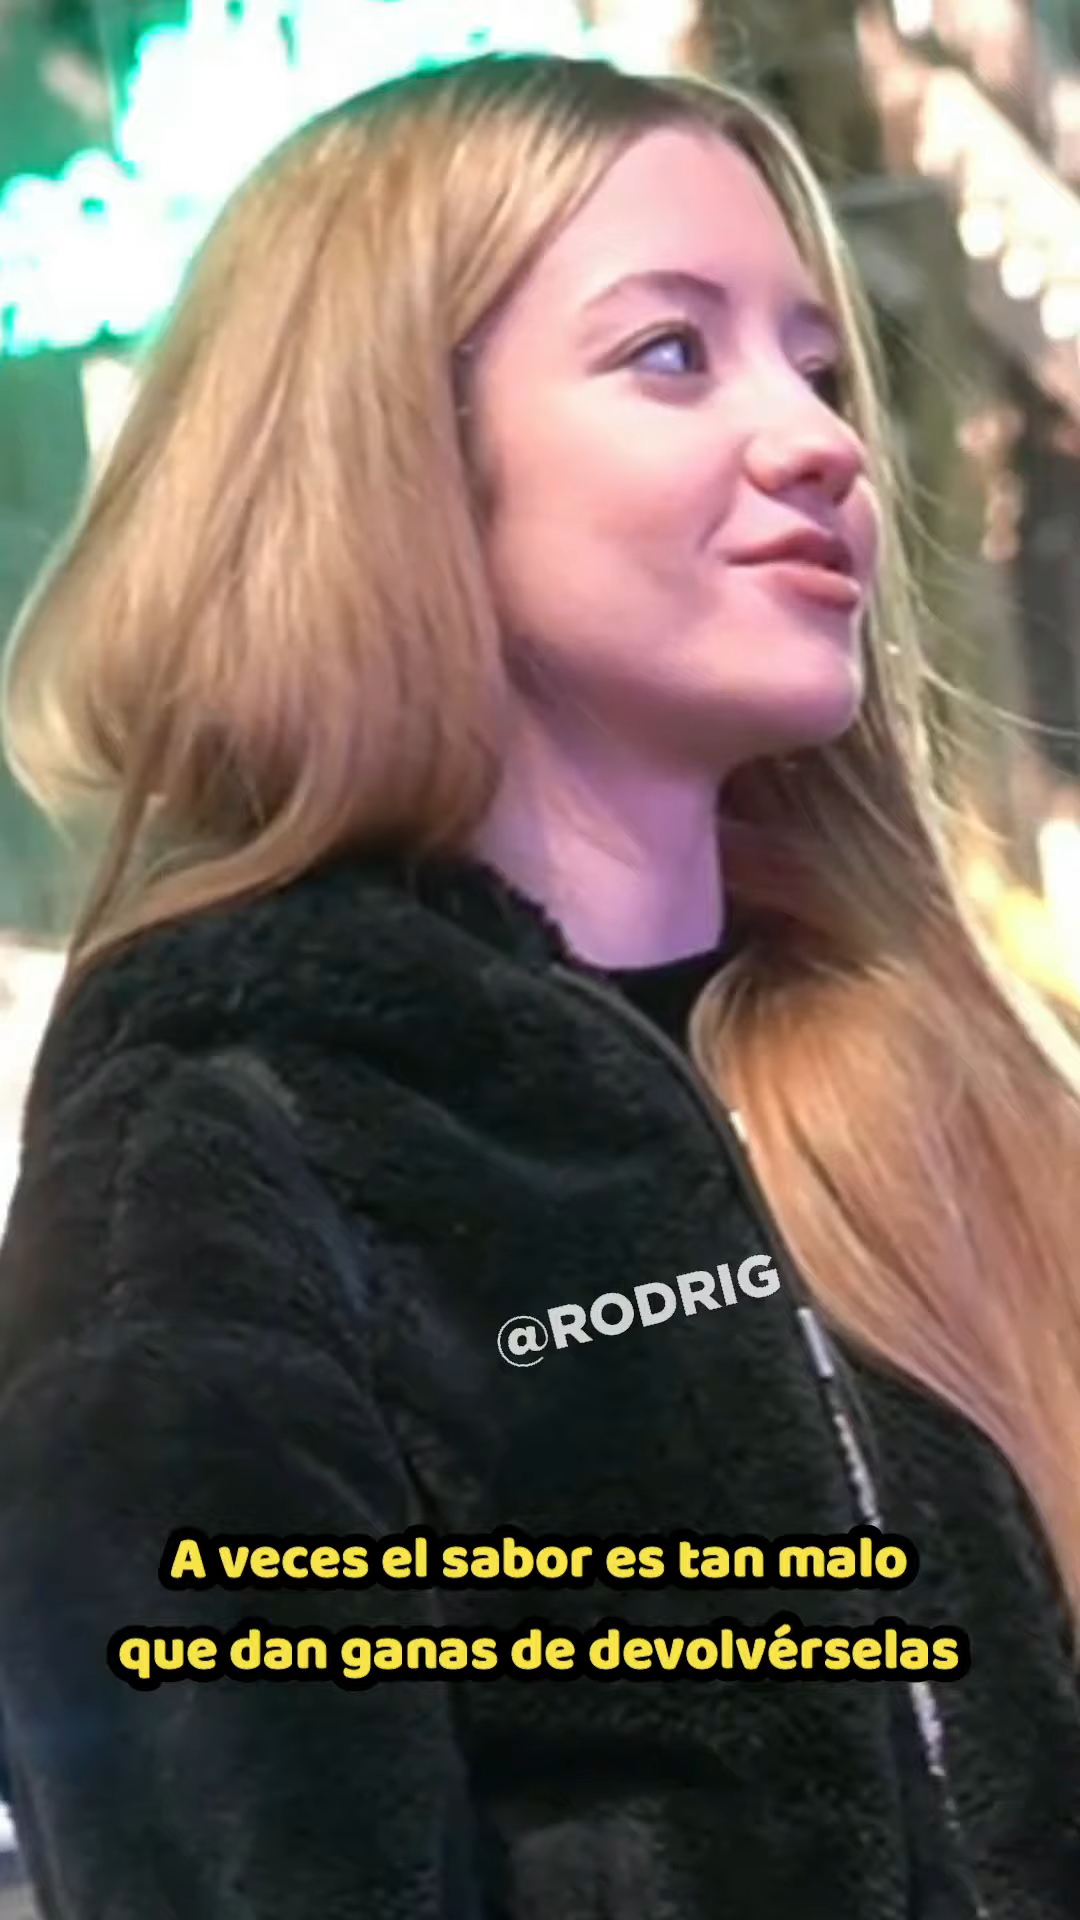 @RODRIG
A veces el sabor es tan malo
que dan ganas de devolvérselas